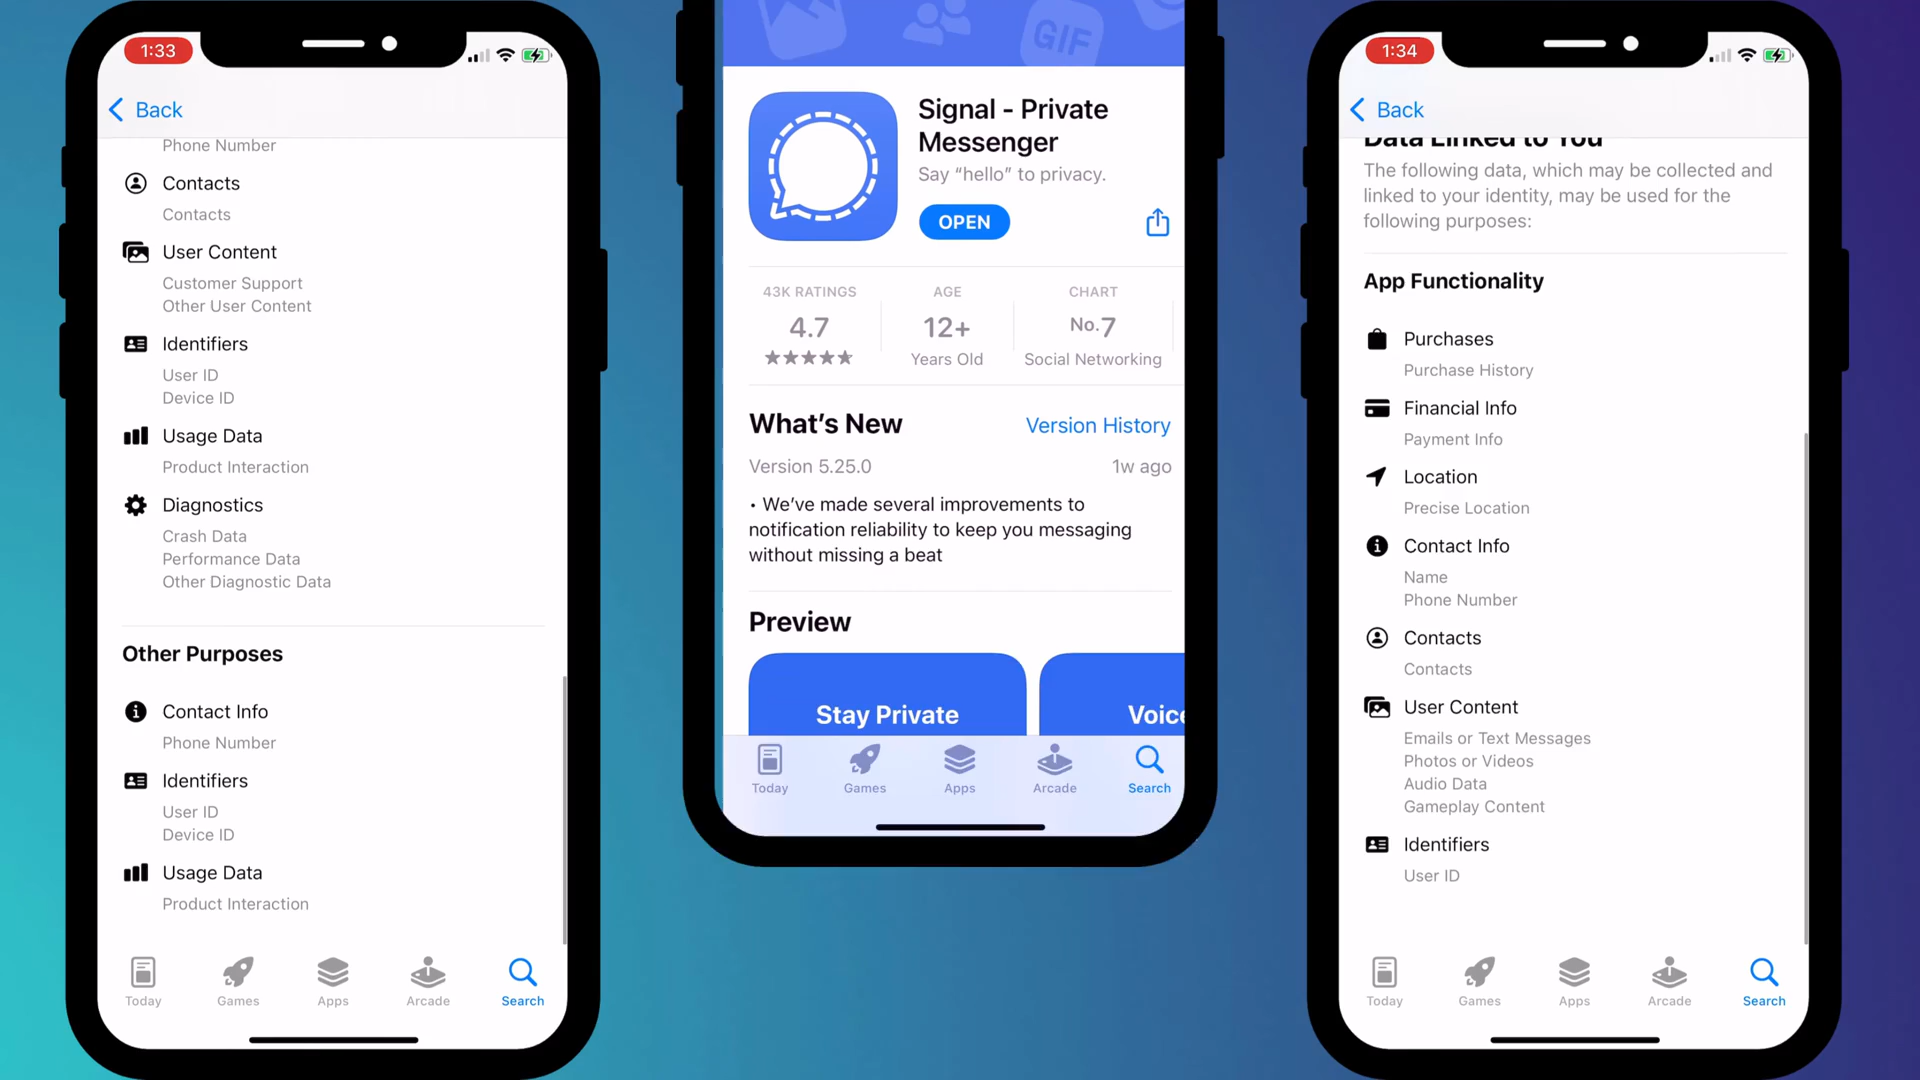 1:33
Back
Phone Number
Contacts
Contacts
User Content
Customer Support
Other User Content
Identifiers
User ID
Device ID
Usage Data
Product Interaction
Diagnostics
Crash Data
Performance Data
Other Diagnostic Data
Other Purposes
Contact Info
Phone Number
Identifiers
User ID
Device ID
Usage Data
Product Interaction
Today Games Apps Arcade Search
GIF
Signal - Private
Messenger
Say “hello” to privacy.
OPEN
43K RATINGS AGE CHART
4.7 12+ No.7
Years Old Social Networking
What’s New Version History
Version 5.25.0 1w ago
• We’ve made several improvements to
notification reliability to keep you messaging
without missing a beat
Preview
Stay Private Voice
Today Games Apps Arcade Search
1:34
Back
Data Linked to You
The following data, which may be collected and
linked to your identity, may be used for the
following purposes:
App Functionality
Purchases
Purchase History
Financial Info
Payment Info
Location
Precise Location
Contact Info
Name
Phone Number
Contacts
Contacts
User Content
Emails or Text Messages
Photos or Videos
Audio Data
Gameplay Content
Identifiers
User ID
Today Games Apps Arcade Search